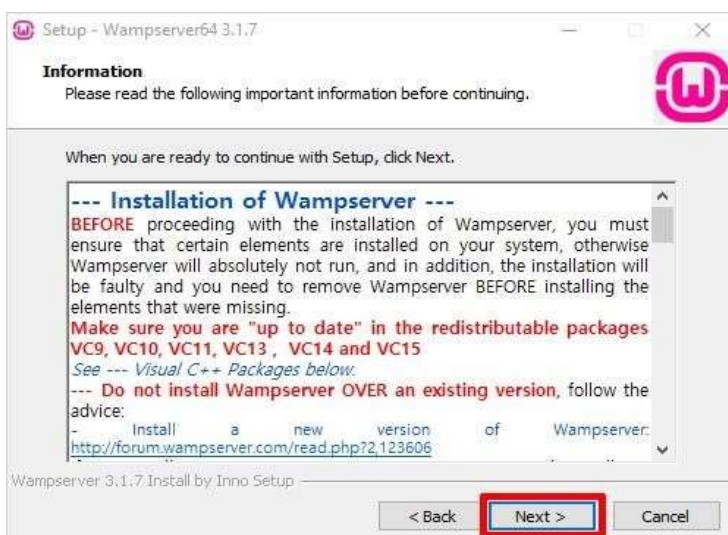 Setup - Wampserver64 3.1.7
Information
Please read the following important information before continuing.
When you are ready to continue with Setup, click Next.
--- Installation of Wampserver ---
BEFORE proceeding with the installation of Wampserver, you must
ensure that certain elements are installed on your system, otherwise
Wampserver will absolutely not run, and in addition, the installation will
be faulty and you need to remove Wampserver BEFORE installing the
elements that were missing.
Make sure you are "up to date" in the redistributable packages
VC9, VC10, VC11, VC13 , VC14 and VC15
See --- Visual C++ Packages below.
--- Do not install Wampserver OVER an existing version, follow the
advice:
- Install a new version of Wampserver:
http://forum.wampserver.com/read.php?2,123606
Wampserver 3.1.7 Install by Inno Setup
< Back Next > Cancel